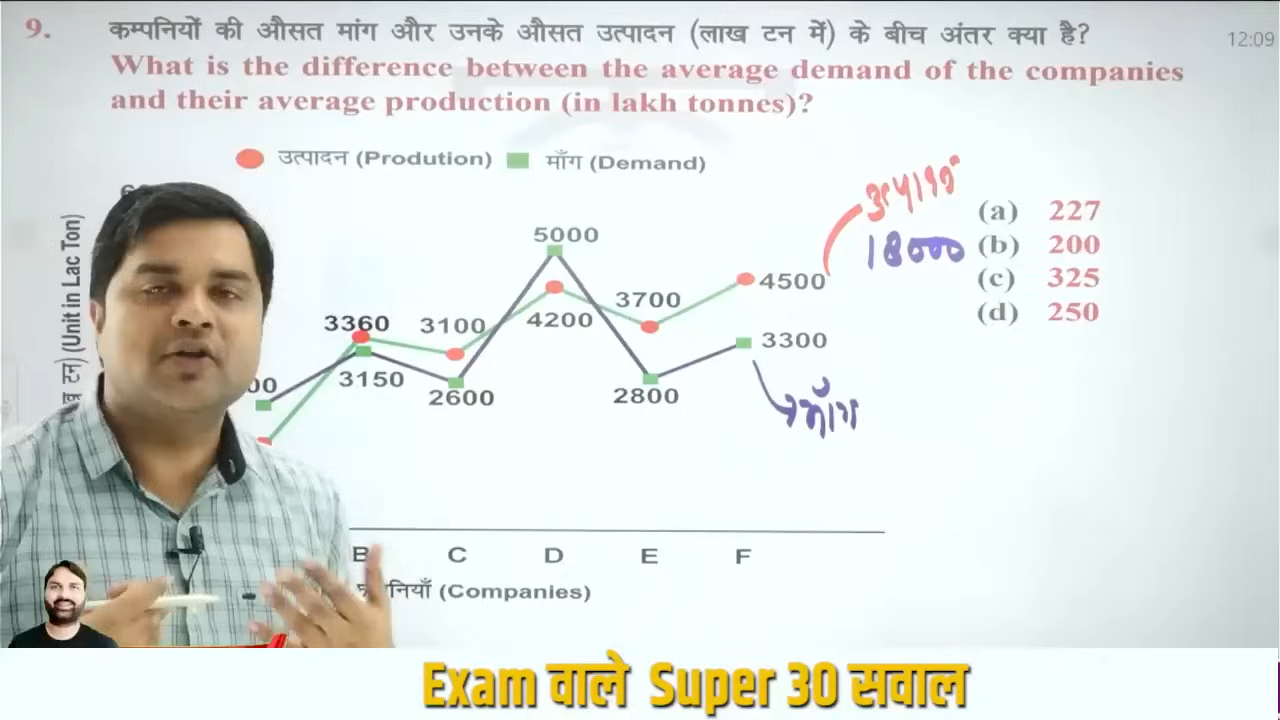 9. कम्पनियों की औसत मांग और उनके औसत उत्पादन (लाख टन में) के बीच अंतर क्या है?
12:09
What is the difference between the average demand of the companies
and their average production (in lakh tonnes)?
उत्पादन (Prodution) माँग (Demand)
(Unit in Lac Ton)
5000
4500
3700
3360
3100
4200
3300
3150
2600
2800
00
18000
माँग
(a) 227
(b) 200
(c) 325
(d) 250
B C D E F
(Companies)
Exam वाले Super 30 सवाल